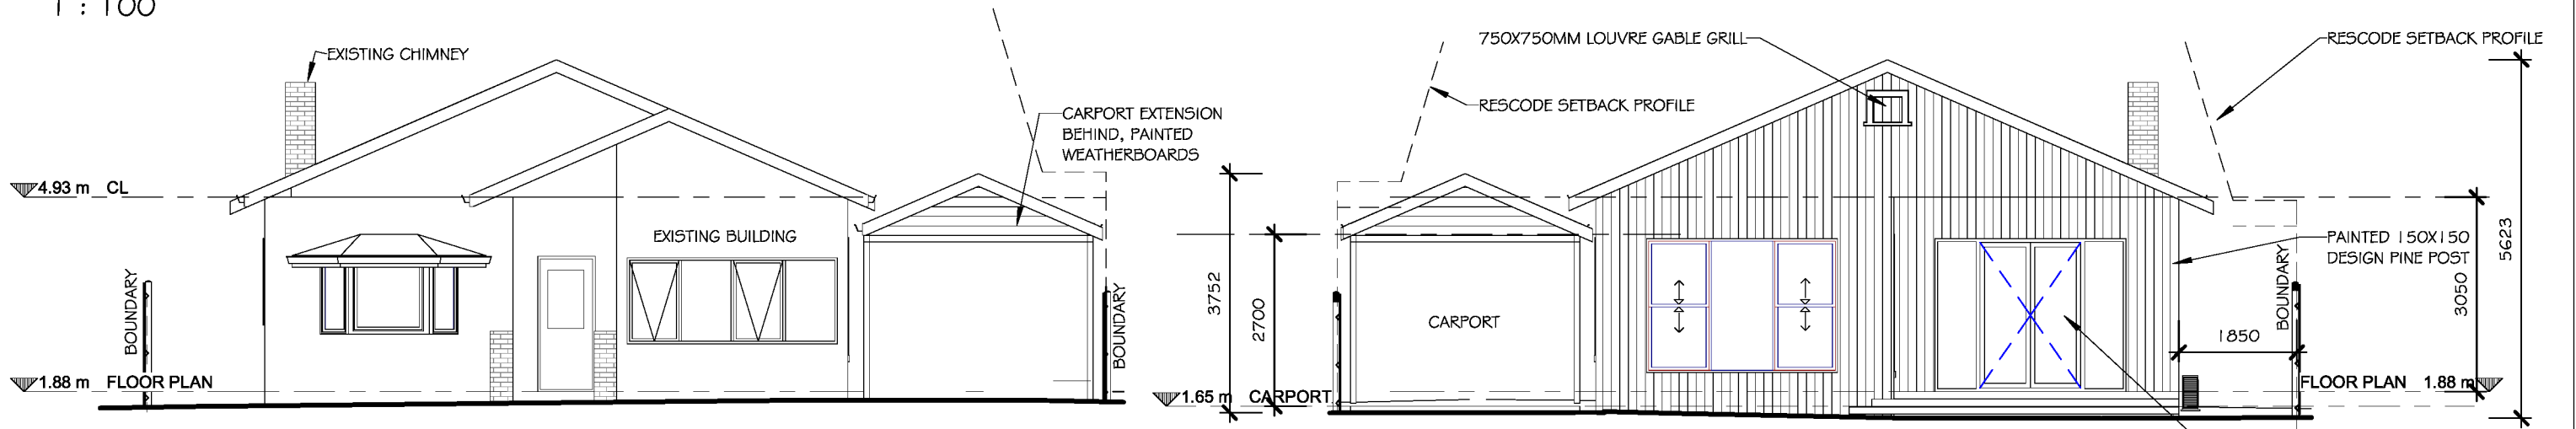 1 : 100
EXISTING CHIMNEY
4.93 m CL
CARPORT EXTENSION
BEHIND, PAINTED
WEATHERBOARDS
EXISTING BUILDING
BOUNDARY
BOUNDARY
1.88 m FLOOR PLAN
750X750MM LOUVRE GABLE GRILL
RESCODE SETBACK PROFILE
RESCODE SETBACK PROFILE
3752
2700
CARPORT
1.65 m CARPORT
PAINTED 150X150
DESIGN PINE POST
BOUNDARY
1850
3050
5623
FLOOR PLAN 1.88 m